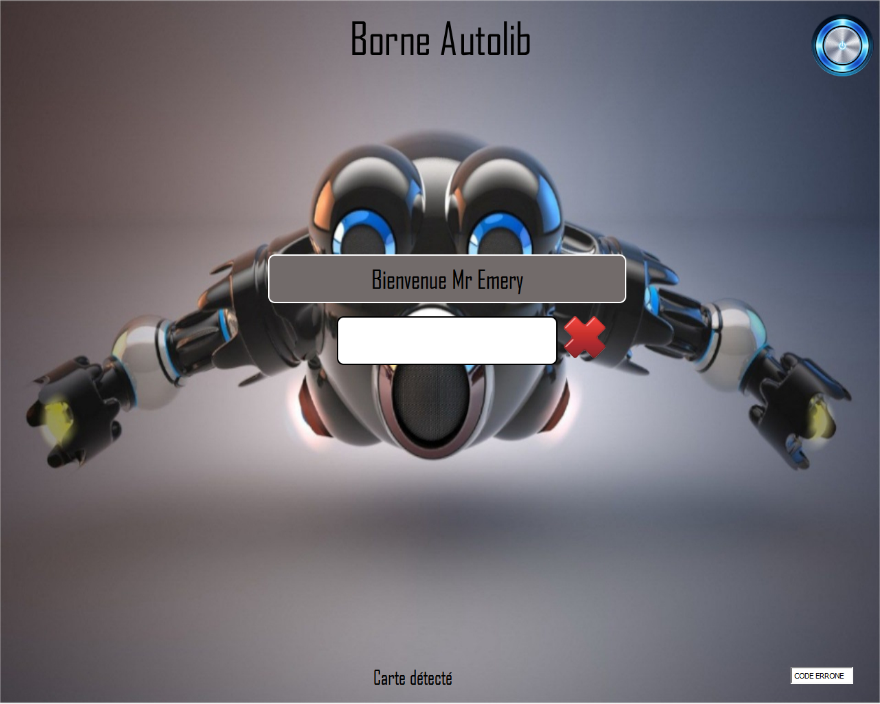 Borne Autolib
Bienvenue Mr Emery
Carte détecté
CODE ERRONE